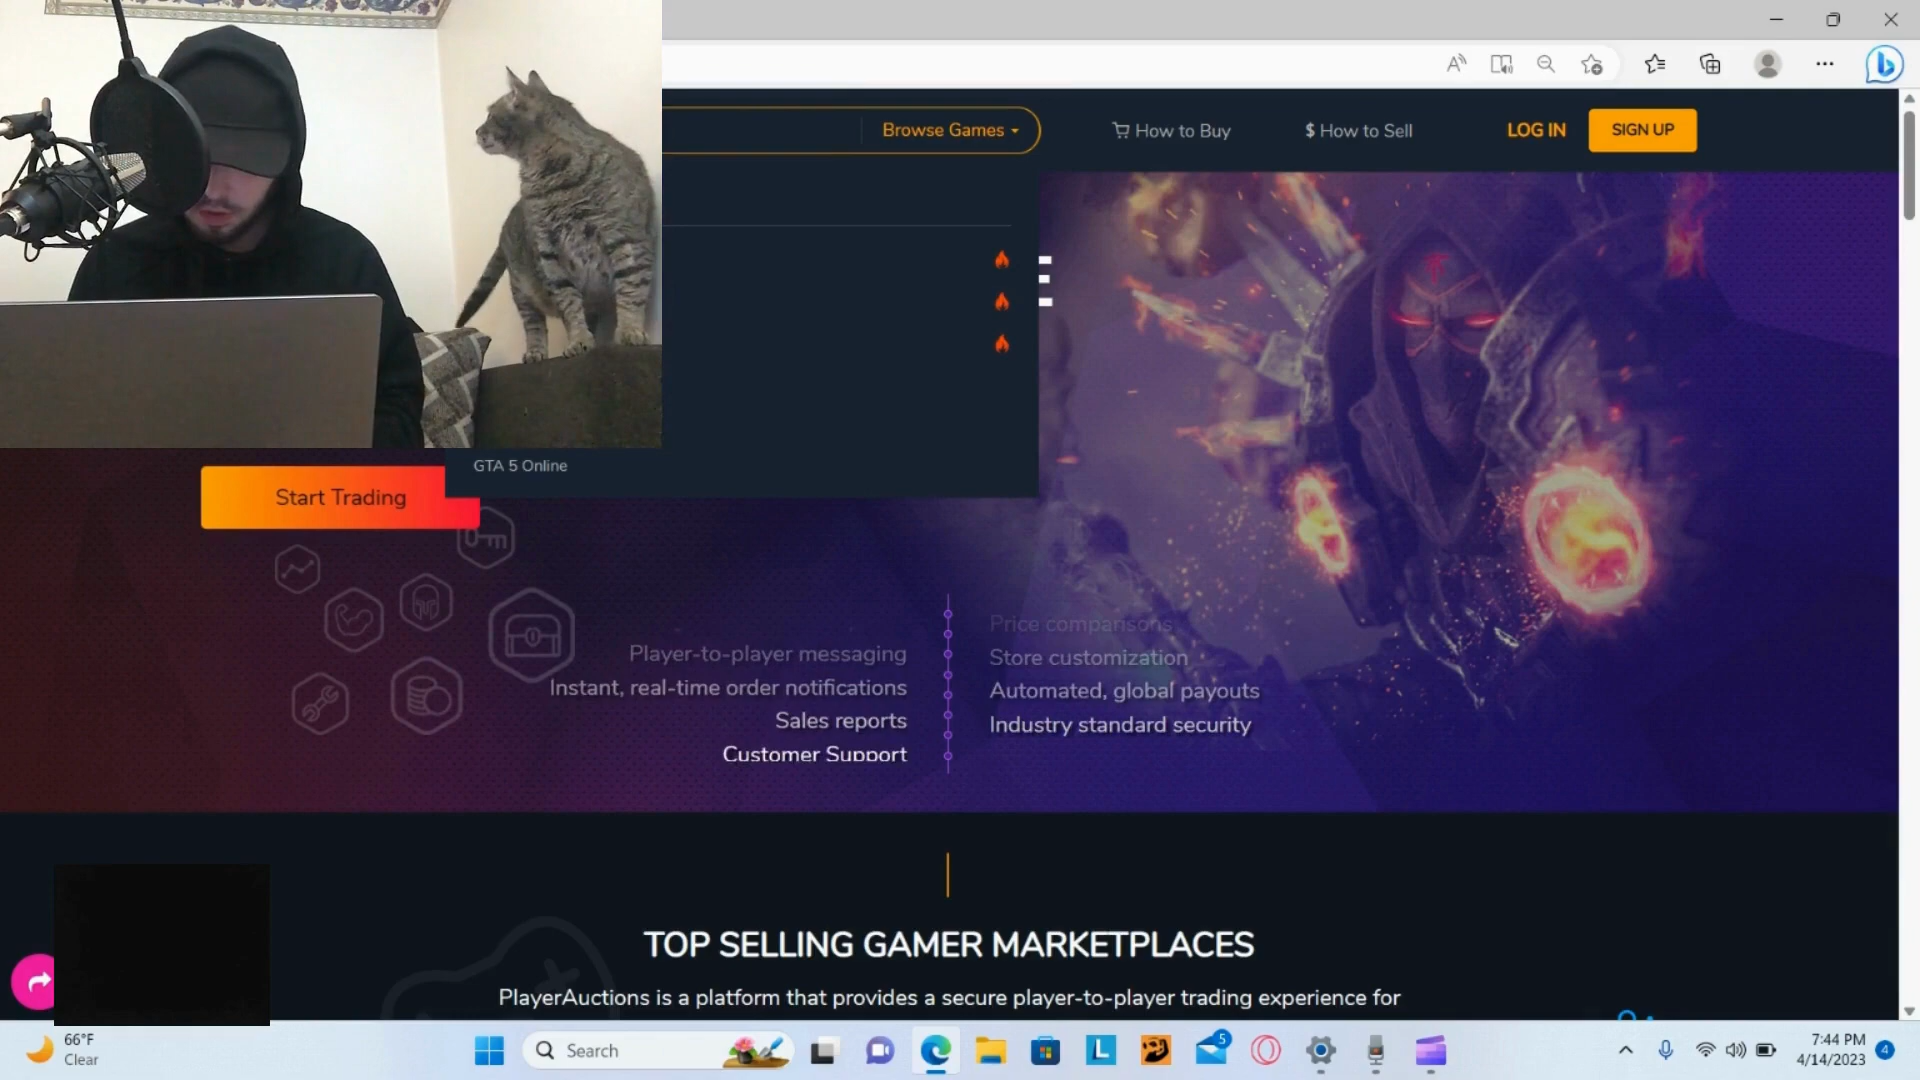 Browse Games
How to Buy
$ How to Sell
LOG IN
SIGN UP
GTA 5 Online
Start Trading
Player-to-player messaging
Instant, real-time order notifications
Sales reports
Customer Support
Price comparisons
Store customization
Automated, global payouts
Industry standard security
TOP SELLING GAMER MARKETPLACES
PlayerAuctions is a platform that provides a secure player-to-player trading experience for
66°F
Clear
Search
5
7:44 PM
4/14/2023
4